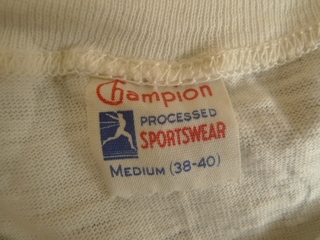 Champion
PROCESSED
SPORTSWEAR
MEDIUM (38-40)